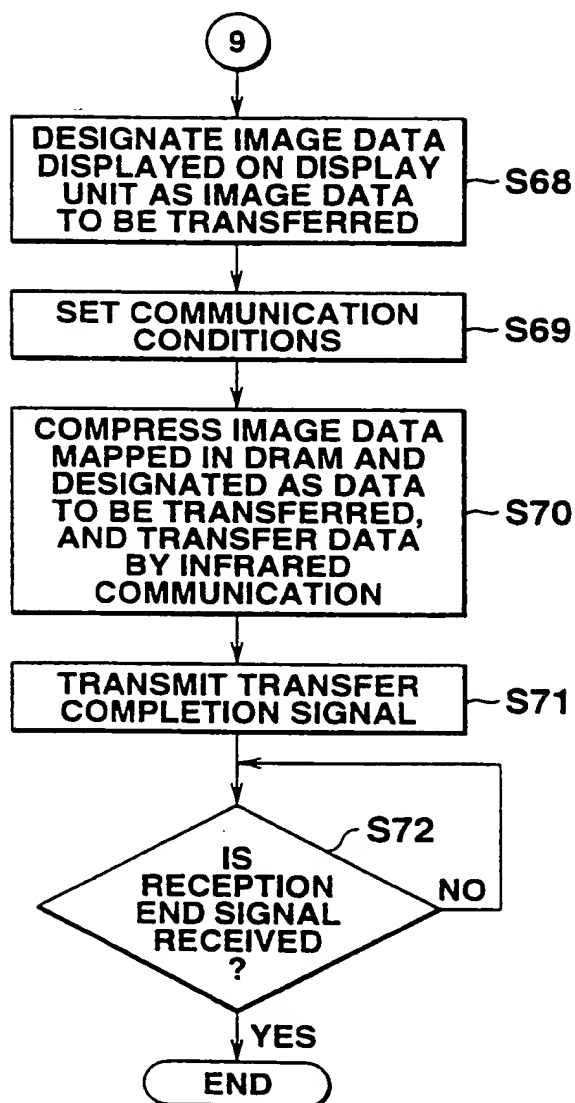 9
DESIGNATE IMAGE DATA
DISPLAYED ON DISPLAY
UNIT AS IMAGE DATA
TO BE TRANSFERRED
S68
SET COMMUNICATION
CONDITIONS
S69
COMPRESS IMAGE DATA
MAPPED IN DRAM AND
DESIGNATED AS DATA
TO BE TRANSFERRED,
AND TRANSFER DATA
BY INFRARED
COMMUNICATION
S70
TRANSMIT TRANSFER
COMPLETION SIGNAL
S71
S72
IS
RECEPTION
END SIGNAL
RECEIVED
?
NO
YES
END